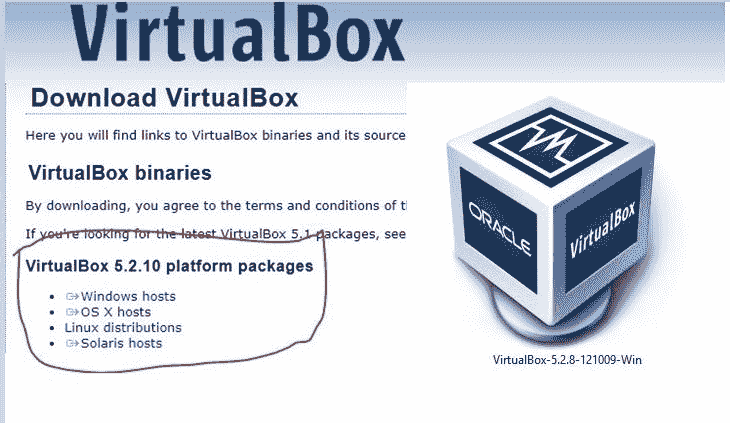 VirtualBox
Download VirtualBox
Here you will find links to VirtualBox binaries and its source
VirtualBox binaries
By downloading, you agree to the terms and conditions of t
If you're looking for the latest VirtualBox 5.1 packages, see
VirtualBox 5.2.10 platform packages
Windows hosts
OS X hosts
Linux distributions
Solaris hosts
ORACLE
VirtualBox
VirtualBox-5.2.8-121009-Win